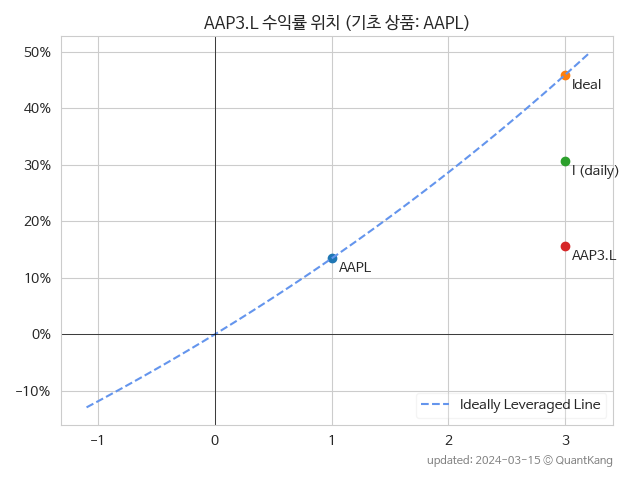 AAP3.L 수익률 위치 (기초 상품: AAPL)
50%
40%
30%
20%
10%
0%
−10%
Ideal
I (daily)
AAP3.L
AAPL
Ideally Leveraged Line
−1
0
1
2
3
updated: 2024-03-15 © QuantKang